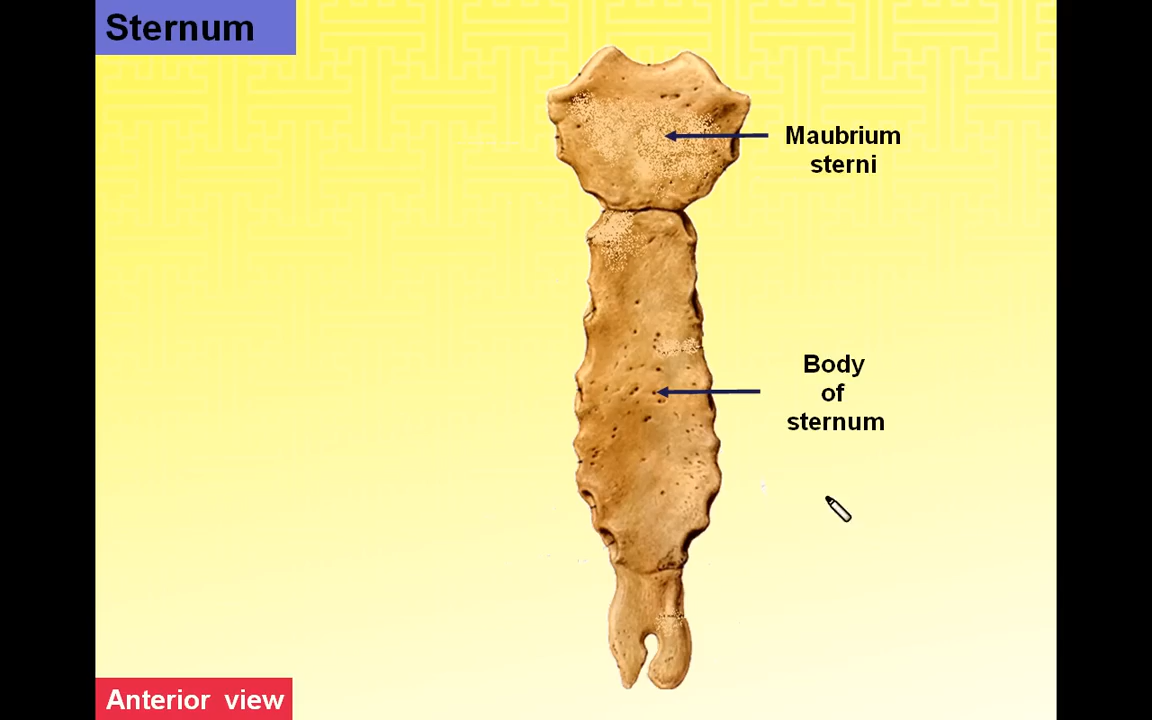 Sternum
Maubrium
sterni
Body
of
sternum
Anterior view